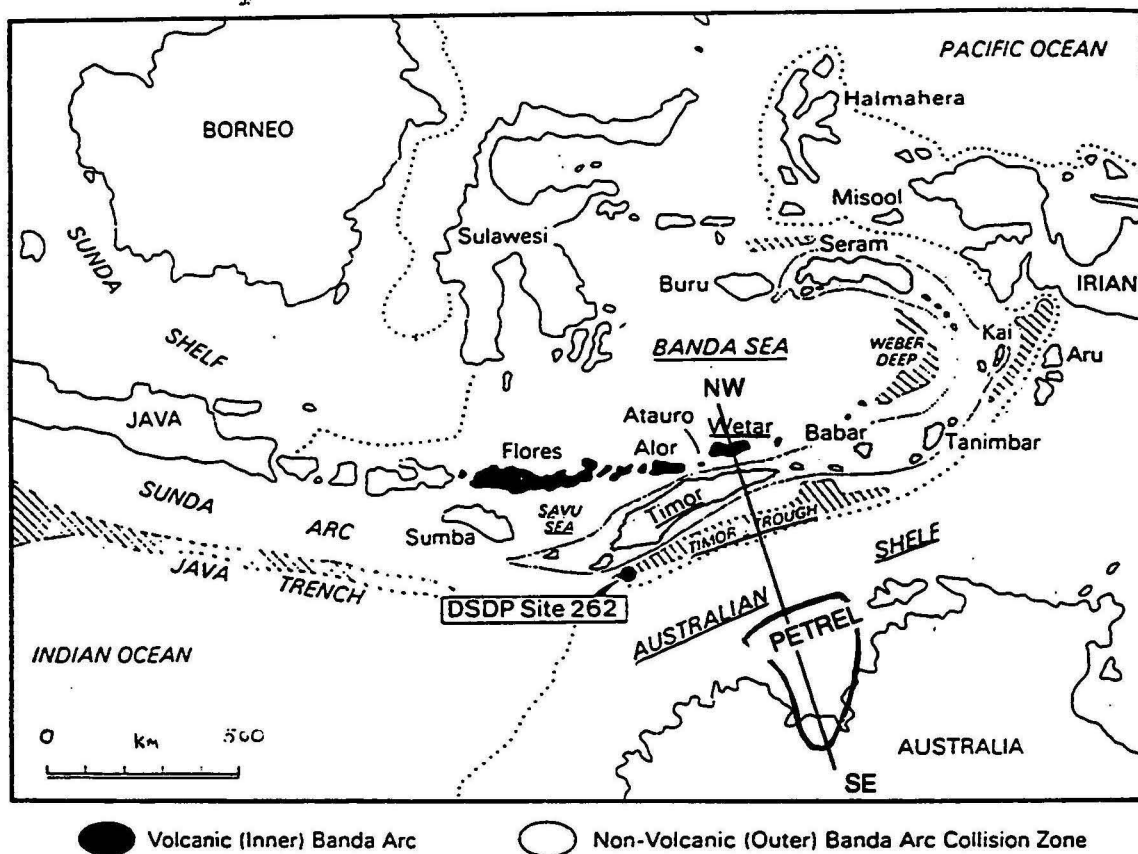 PACIFIC OCEAN
Halmahera
BORNEO
Misool
Sulawesi
Seram
SUNDA
SHELF
Buru
IRIAN
Kai
Aru
BANDA SEA
WEBER
DEEP
NW
JAVA
Atauro
Wetar
Flores
Alor
Babar
Tanimbar
SUNDA
ARC
SAVU
SEA
Timor
Sumba
TIMOR TROUGH
SHELF
JAVA
TRENCH
DSDP Site 262
AUSTRALIAN
PETREL
INDIAN OCEAN
0 KM 500
AUSTRALIA
SE
Volcanic (Inner) Banda Arc
Non-Volcanic (Outer) Banda Arc Collision Zone